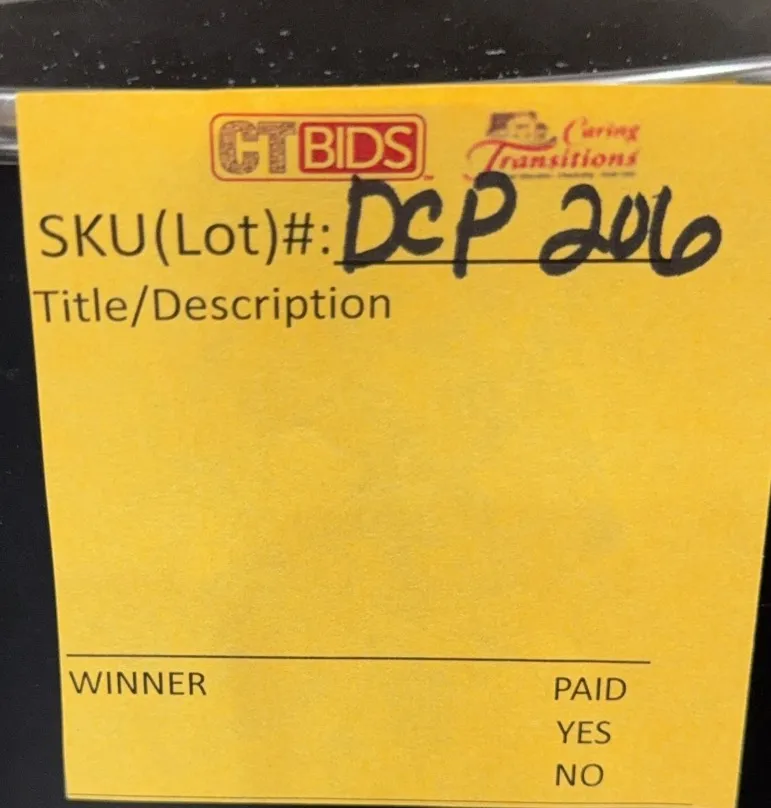 CTBIDS
Caring
Transitions
SKU(Lot)#: DCP 206
Title/Description
WINNER PAID
YES
NO